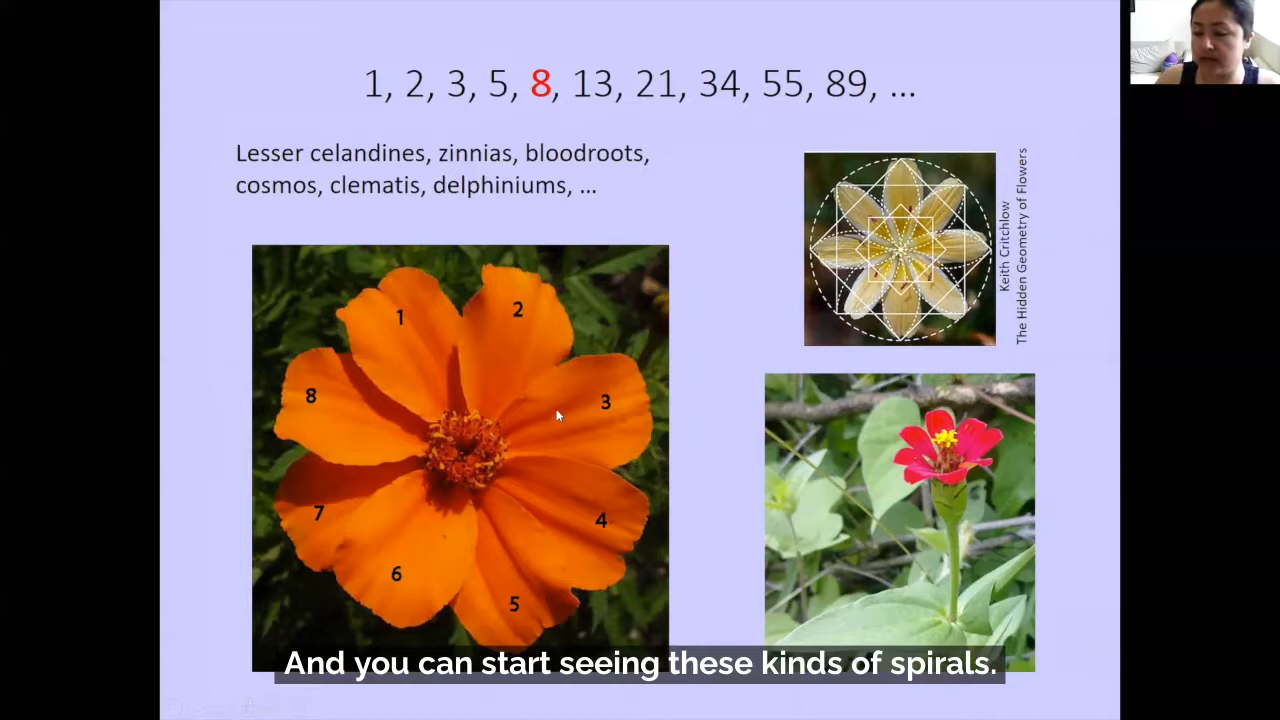 1, 2, 3, 5, 8, 13, 21, 34, 55, 89, ...
Lesser celandines, zinnias, bloodroots,
cosmos, clematis, delphiniums, ...
Keith Critchlow
The Hidden Geometry of Flowers
1
2
3
4
5
6
7
8
And you can start seeing these kinds of spirals.